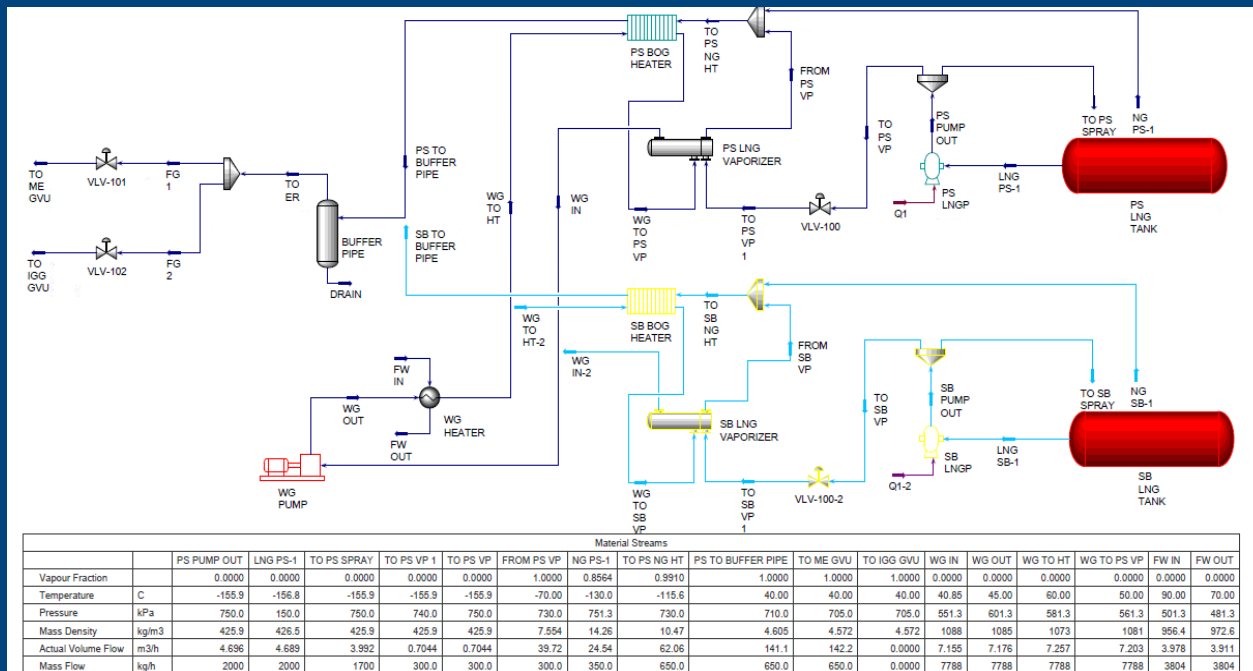 PS BOG
HEATER
TO
PS
NG
HT
FROM
PS
VP
TO
PS
VP
PS
PUMP
OUT
TO PS
SPRAY
NG
PS-1
TO
ME
GVU
VLV-101
FG
1
TO
ER
PS TO
BUFFER
PIPE
WG
TO
HT
WG
IN
PS LNG
VAPORIZER
PS
LNGP
LNG
PS-1
Q1
PS
LNG
TANK
TO
IGG
GVU
VLV-102
FG
2
BUFFER
PIPE
DRAIN
SB TO
BUFFER
PIPE
WG
TO
PS
VP
TO
PS
VP
1
VLV-100
WG
TO
HT-2
SB BOG
HEATER
TO
SB
NG
HT
FROM
SB
VP
TO
SB
VP
SB
PUMP
OUT
TO SB
SPRAY
NG
SB-1
WG
IN-2
FW
IN
WG
OUT
WG
HEATER
FW
OUT
WG
PUMP
SB LNG
VAPORIZER
SB
LNGP
LNG
SB-1
Q1-2
SB
LNG
TANK
WG
TO
SB
VP
TO
SB
VP
1
VLV-100-2
Material Streams
PS PUMP OUT LNG PS-1 TO PS SPRAY TO PS VP 1 TO PS VP FROM PS VP NG PS-1 TO PS NG HT PS TO BUFFER PIPE TO ME GVU TO IGG GVU WG IN WG OUT WG TO HT WG TO PS VP FW IN FW OUT
Vapour Fraction 0.0000 0.0000 0.0000 0.0000 0.0000 1.0000 0.8564 0.9910 1.0000 1.0000 1.0000 0.0000 0.0000 0.0000 0.0000 0.0000 0.0000
Temperature C -155.9 -156.8 -155.9 -155.9 -155.9 -70.00 -130.0 -115.6 40.00 40.00 40.00 40.85 45.00 60.00 50.00 90.00 70.00
Pressure kPa 750.0 150.0 750.0 740.0 750.0 730.0 751.3 730.0 710.0 705.0 705.0 551.3 601.3 581.3 561.3 501.3 481.3
Mass Density kg/m3 425.9 426.5 425.9 425.9 425.9 7.554 14.26 10.47 4.605 4.572 4.572 1088 1085 1073 1081 956.4 972.6
Actual Volume Flow m3/h 4.696 4.689 3.992 0.7044 0.7044 39.72 24.54 62.06 141.1 142.2 0.0000 7.155 7.176 7.257 7.203 3.978 3.911
Mass Flow kg/h 2000 2000 1700 300.0 300.0 300.0 350.0 650.0 650.0 650.0 0.0000 7788 7788 7788 7788 3804 3804